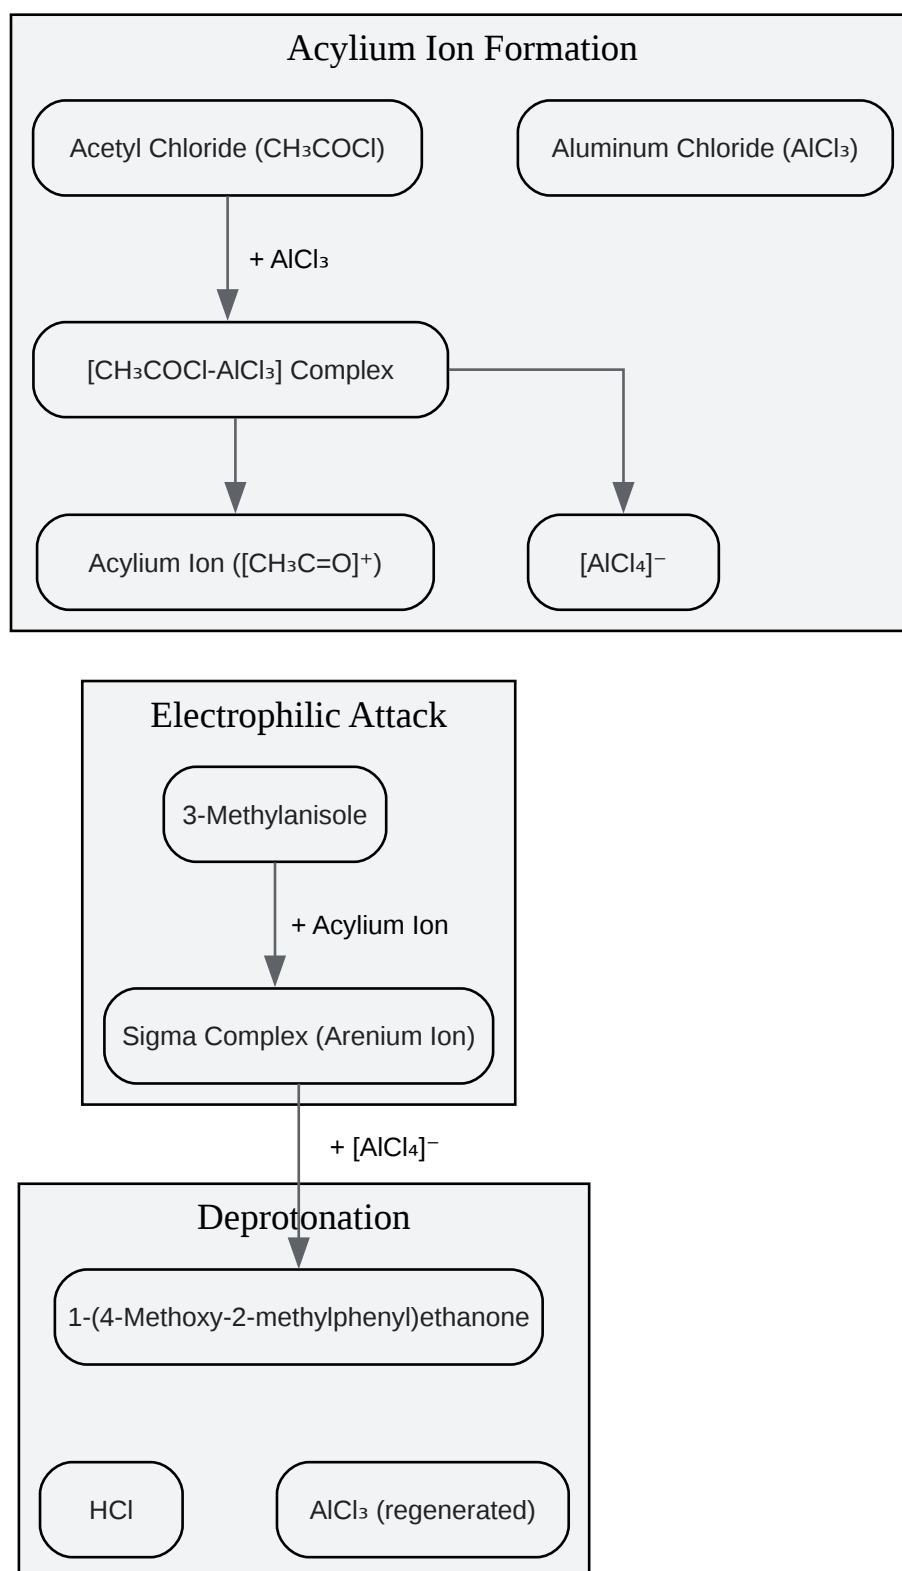 Acylium Ion Formation
Acetyl Chloride (CH₃COCl)
Aluminum Chloride (AlCl₃)
+ AlCl₃
[CH₃COCl-AlCl₃] Complex
Acylium Ion ([CH₃C=O]⁺)
[AlCl₄]⁻
Electrophilic Attack
3-Methylanisole
+ Acylium Ion
Sigma Complex (Arenium Ion)
+ [AlCl₄]⁻
Deprotonation
1-(4-Methoxy-2-methylphenyl)ethanone
HCl
AlCl₃ (regenerated)